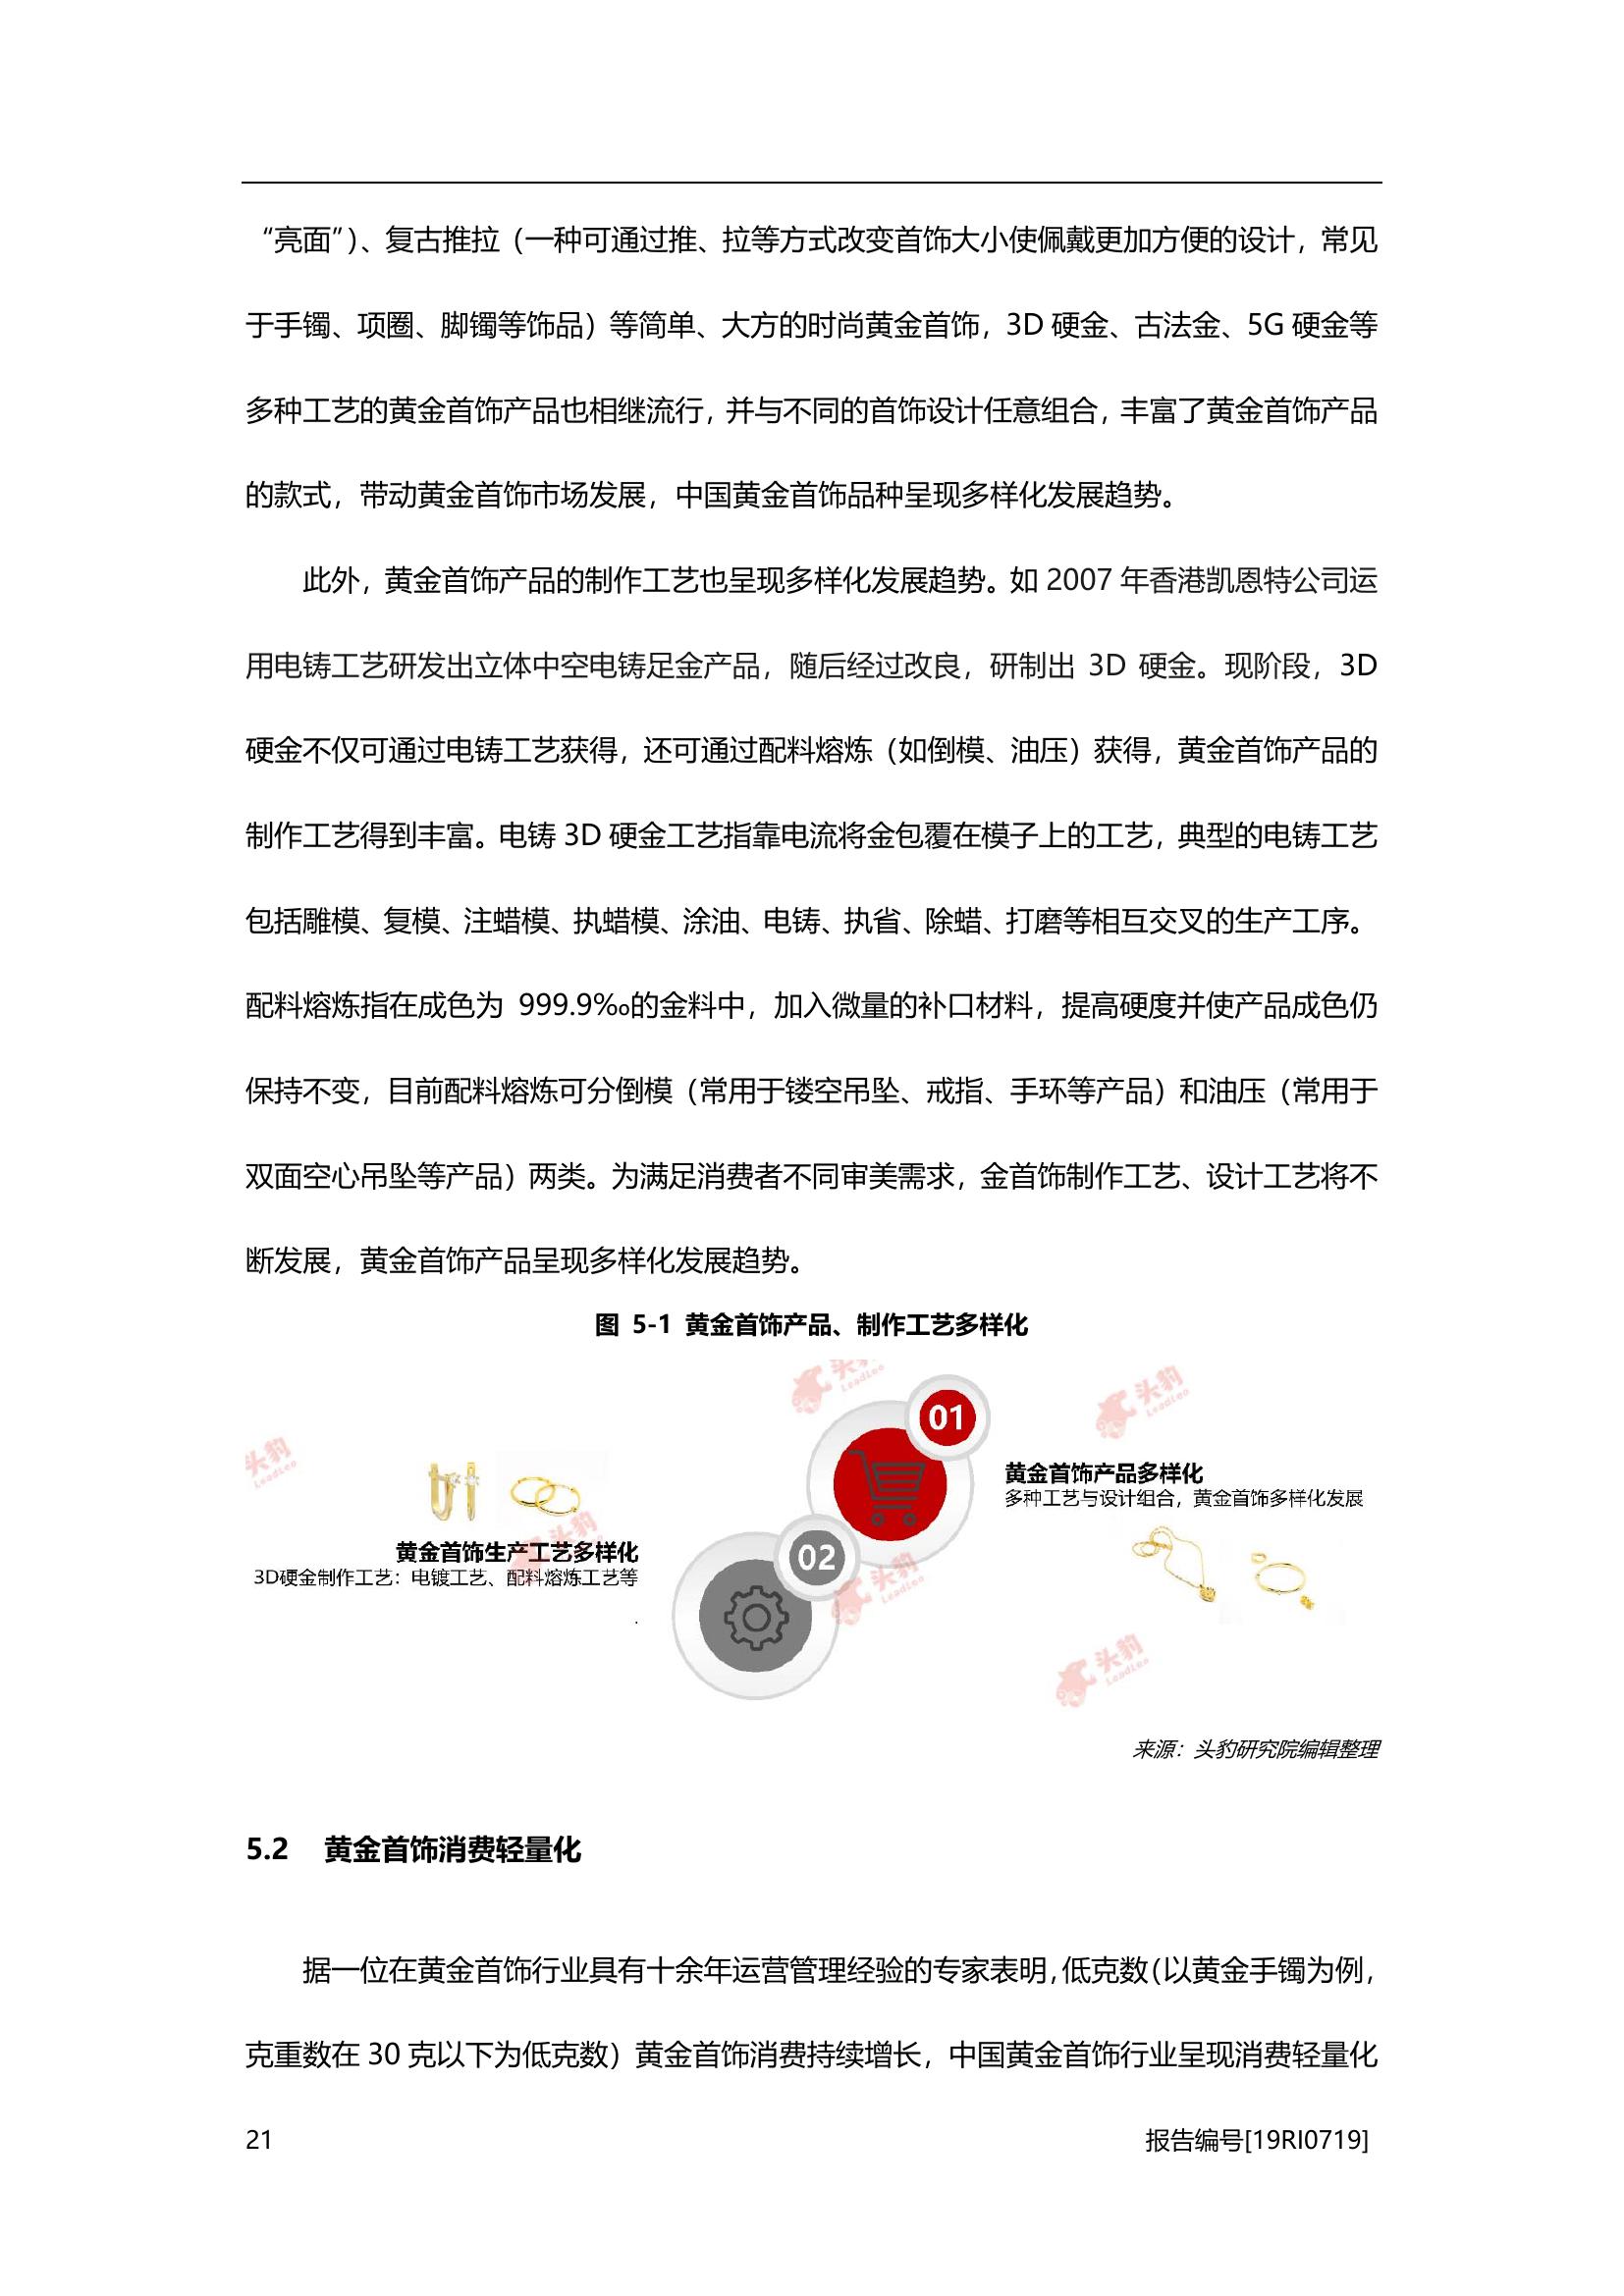 “亮面”）、复古推拉（一种可通过推、拉等方式改变首饰大小使佩戴更加方便的设计，常见
于手镯、项圈、脚镯等饰品）等简单、大方的时尚黄金首饰，3D 硬金、古法金、5G 硬金等
多种工艺的黄金首饰产品也相继流行，并与不同的首饰设计任意组合，丰富了黄金首饰产品
的款式，带动黄金首饰市场发展，中国黄金首饰品种呈现多样化发展趋势。
此外，黄金首饰产品的制作工艺也呈现多样化发展趋势。如 2007 年香港凯恩特公司运
用电铸工艺研发出立体中空电铸足金产品，随后经过改良，研制出 3D 硬金。现阶段，3D
硬金不仅可通过电铸工艺获得，还可通过配料熔炼（如倒模、油压）获得，黄金首饰产品的
制作工艺得到丰富。电铸 3D 硬金工艺指靠电流将金包覆在模子上的工艺，典型的电铸工艺
包括雕模、复模、注蜡模、执蜡模、涂油、电铸、执省、除蜡、打磨等相互交叉的生产工序。
配料熔炼指在成色为 999.9‰的金料中，加入微量的补口材料，提高硬度并使产品成色仍
保持不变，目前配料熔炼可分倒模（常用于镂空吊坠、戒指、手环等产品）和油压（常用于
双面空心吊坠等产品）两类。为满足消费者不同审美需求，金首饰制作工艺、设计工艺将不
断发展，黄金首饰产品呈现多样化发展趋势。
图 5-1 黄金首饰产品、制作工艺多样化
头豹
LeadLeo
01
头豹
LeadLeo
头豹
LeadLeo
黄金首饰产品多样化
多种工艺与设计组合，黄金首饰多样化发展
头豹
黄金首饰生产工艺多样化
3D硬金制作工艺：电镀工艺、配料熔炼工艺等
.
02
头豹
LeadLeo
头豹
LeadLeo
来源：头豹研究院编辑整理
5.2 黄金首饰消费轻量化
据一位在黄金首饰行业具有十余年运营管理经验的专家表明，低克数（以黄金手镯为例，
克重数在 30 克以下为低克数）黄金首饰消费持续增长，中国黄金首饰行业呈现消费轻量化
21
报告编号[19RI0719]